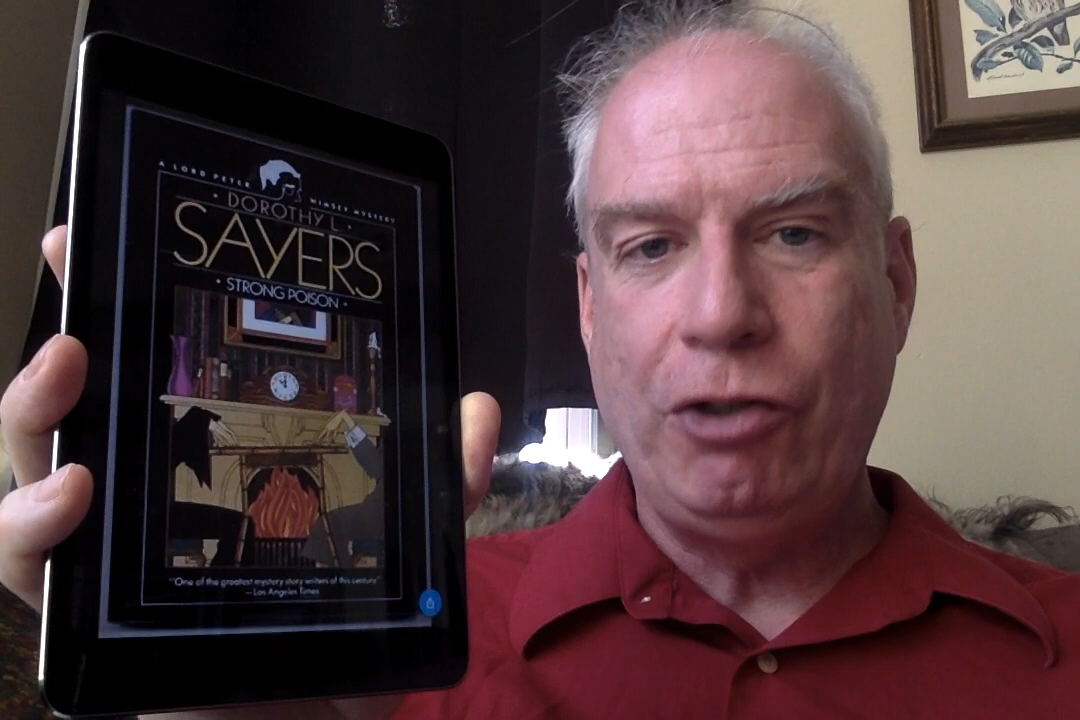 A LORD PETER WIMSEY MYSTERY
• DOROTHY L. •
SAYERS
• STRONG POISON •
"One of the greatest mystery story writers of this century"
—Los Angeles Times